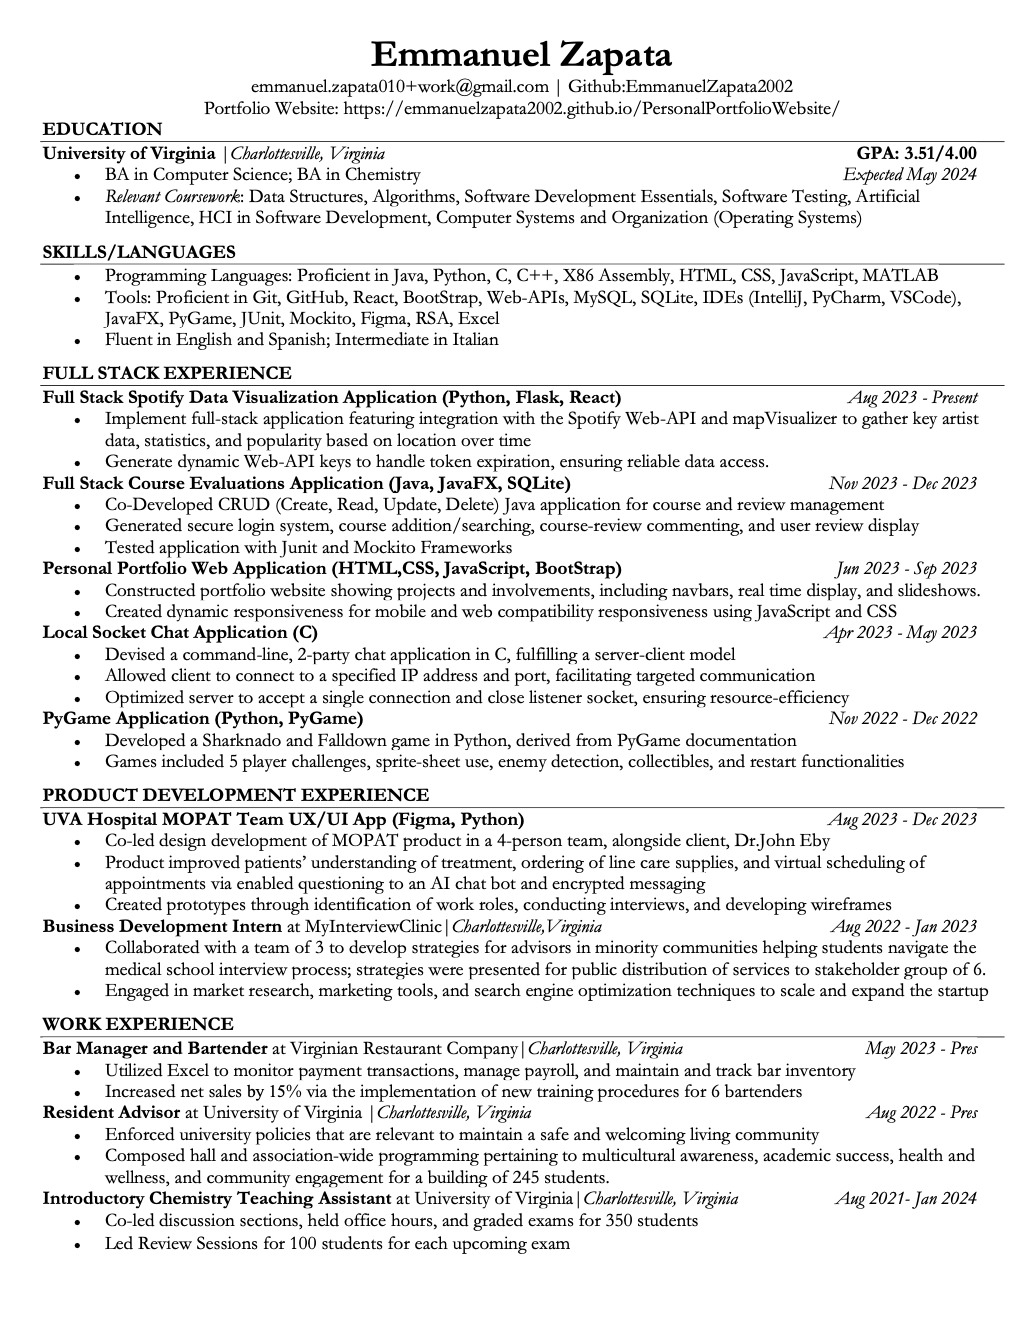 Emmanuel Zapata
emmanuel.zapata010+work@gmail.com | Github:EmmanuelZapata2002
Portfolio Website: https://emmanuelzapata2002.github.io/PersonalPortfolioWebsite/
EDUCATION
University of Virginia | Charlottesville, Virginia GPA: 3.51/4.00
• BA in Computer Science; BA in Chemistry Expected May 2024
• Relevant Coursework: Data Structures, Algorithms, Software Development Essentials, Software Testing, Artificial
Intelligence, HCI in Software Development, Computer Systems and Organization (Operating Systems)
SKILLS/LANGUAGES
• Programming Languages: Proficient in Java, Python, C, C++, X86 Assembly, HTML, CSS, JavaScript, MATLAB
• Tools: Proficient in Git, GitHub, React, BootStrap, Web-APIs, MySQL, SQLite, IDEs (IntelliJ, PyCharm, VSCode),
JavaFX, PyGame, JUnit, Mockito, Figma, RSA, Excel
• Fluent in English and Spanish; Intermediate in Italian
FULL STACK EXPERIENCE
Full Stack Spotify Data Visualization Application (Python, Flask, React) Aug 2023 - Present
• Implement full-stack application featuring integration with the Spotify Web-API and mapVisualizer to gather key artist
data, statistics, and popularity based on location over time
• Generate dynamic Web-API keys to handle token expiration, ensuring reliable data access.
Full Stack Course Evaluations Application (Java, JavaFX, SQLite) Nov 2023 - Dec 2023
• Co-Developed CRUD (Create, Read, Update, Delete) Java application for course and review management
• Generated secure login system, course addition/searching, course-review commenting, and user review display
• Tested application with Junit and Mockito Frameworks
Personal Portfolio Web Application (HTML,CSS, JavaScript, BootStrap) Jun 2023 - Sep 2023
• Constructed portfolio website showing projects and involvements, including navbars, real time display, and slideshows.
• Created dynamic responsiveness for mobile and web compatibility responsiveness using JavaScript and CSS
Local Socket Chat Application (C) Apr 2023 - May 2023
• Devised a command-line, 2-party chat application in C, fulfilling a server-client model
• Allowed client to connect to a specified IP address and port, facilitating targeted communication
• Optimized server to accept a single connection and close listener socket, ensuring resource-efficiency
PyGame Application (Python, PyGame) Nov 2022 - Dec 2022
• Developed a Sharknado and Falldown game in Python, derived from PyGame documentation
• Games included 5 player challenges, sprite-sheet use, enemy detection, collectibles, and restart functionalities
PRODUCT DEVELOPMENT EXPERIENCE
UVA Hospital MOPAT Team UX/UI App (Figma, Python) Aug 2023 - Dec 2023
• Co-led design development of MOPAT product in a 4-person team, alongside client, Dr.John Eby
• Product improved patients’ understanding of treatment, ordering of line care supplies, and virtual scheduling of
appointments via enabled questioning to an AI chat bot and encrypted messaging
• Created prototypes through identification of work roles, conducting interviews, and developing wireframes
Business Development Intern at MyInterviewClinic | Charlottesville,Virginia Aug 2022 - Jan 2023
• Collaborated with a team of 3 to develop strategies for advisors in minority communities helping students navigate the
medical school interview process; strategies were presented for public distribution of services to stakeholder group of 6.
• Engaged in market research, marketing tools, and search engine optimization techniques to scale and expand the startup
WORK EXPERIENCE
Bar Manager and Bartender at Virginian Restaurant Company | Charlottesville, Virginia May 2023 - Pres
• Utilized Excel to monitor payment transactions, manage payroll, and maintain and track bar inventory
• Increased net sales by 15% via the implementation of new training procedures for 6 bartenders
Resident Advisor at University of Virginia | Charlottesville, Virginia Aug 2022 - Pres
• Enforced university policies that are relevant to maintain a safe and welcoming living community
• Composed hall and association-wide programming pertaining to multicultural awareness, academic success, health and
wellness, and community engagement for a building of 245 students.
Introductory Chemistry Teaching Assistant at University of Virginia | Charlottesville, Virginia Aug 2021- Jan 2024
• Co-led discussion sections, held office hours, and graded exams for 350 students
• Led Review Sessions for 100 students for each upcoming exam